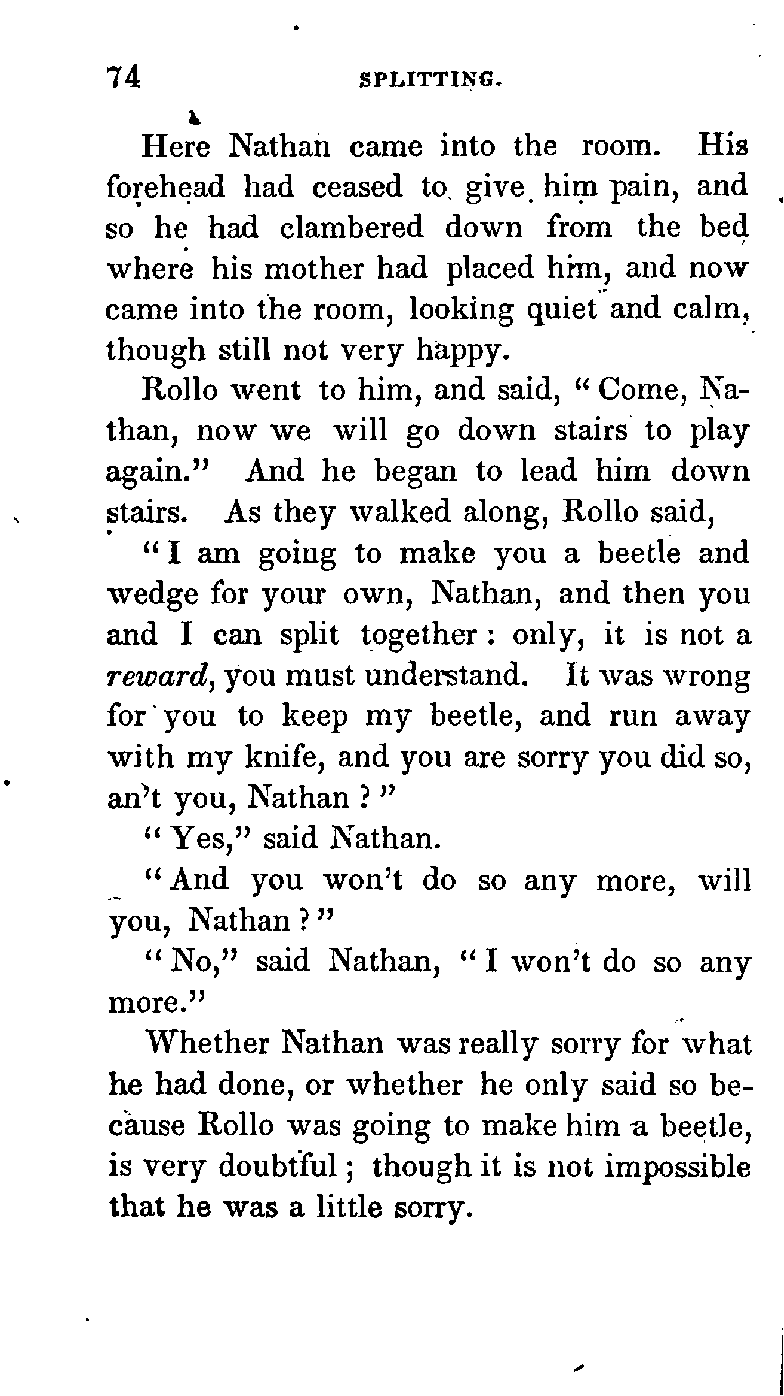 74 SPLITTING.
Here Nathan came into the room. His
forehead had ceased to give him pain, and
so he had clambered down from the bed
where his mother had placed him, and now
came into the room, looking quiet and calm,
though still not very happy.
Rollo went to him, and said, “ Come, Na-
than, now we will go down stairs to play
again.” And he began to lead him down
stairs. As they walked along, Rollo said,
“ I am going to make you a beetle and
wedge for your own, Nathan, and then you
and I can split together : only, it is not a
reward, you must understand. It was wrong
for you to keep my beetle, and run away
with my knife, and you are sorry you did so,
an't you, Nathan ? ”
“ Yes,” said Nathan.
“ And you won't do so any more, will
you, Nathan ? ”
“ No,” said Nathan, “ I won't do so any
more.”
Whether Nathan was really sorry for what
he had done, or whether he only said so be-
cause Rollo was going to make him a beetle,
is very doubtful ; though it is not impossible
that he was a little sorry.